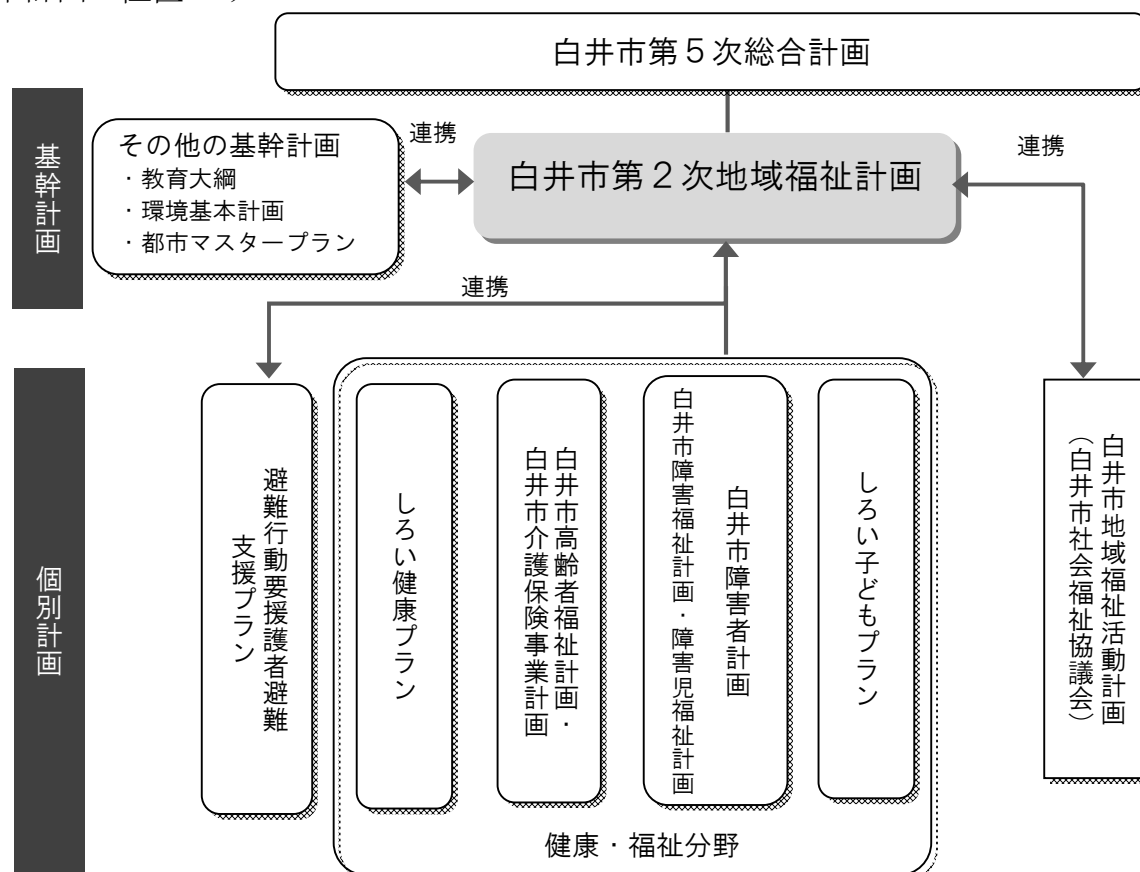 白井市第５次総合計画
基幹計画
その他の基幹計画
・教育大綱
・環境基本計画
・都市マスタープラン
連携
白井市第２次地域福祉計画
連携
連携
個別計画
避難行動要援護者避難
支援プラン
しろい健康プラン
白井市高齢者福祉計画・
白井市介護保険事業計画
白井市障害者計画
白井市障害福祉計画・障害児福祉計画
しろい子どもプラン
白井市地域福祉活動計画
（白井市社会福祉協議会）
健康・福祉分野